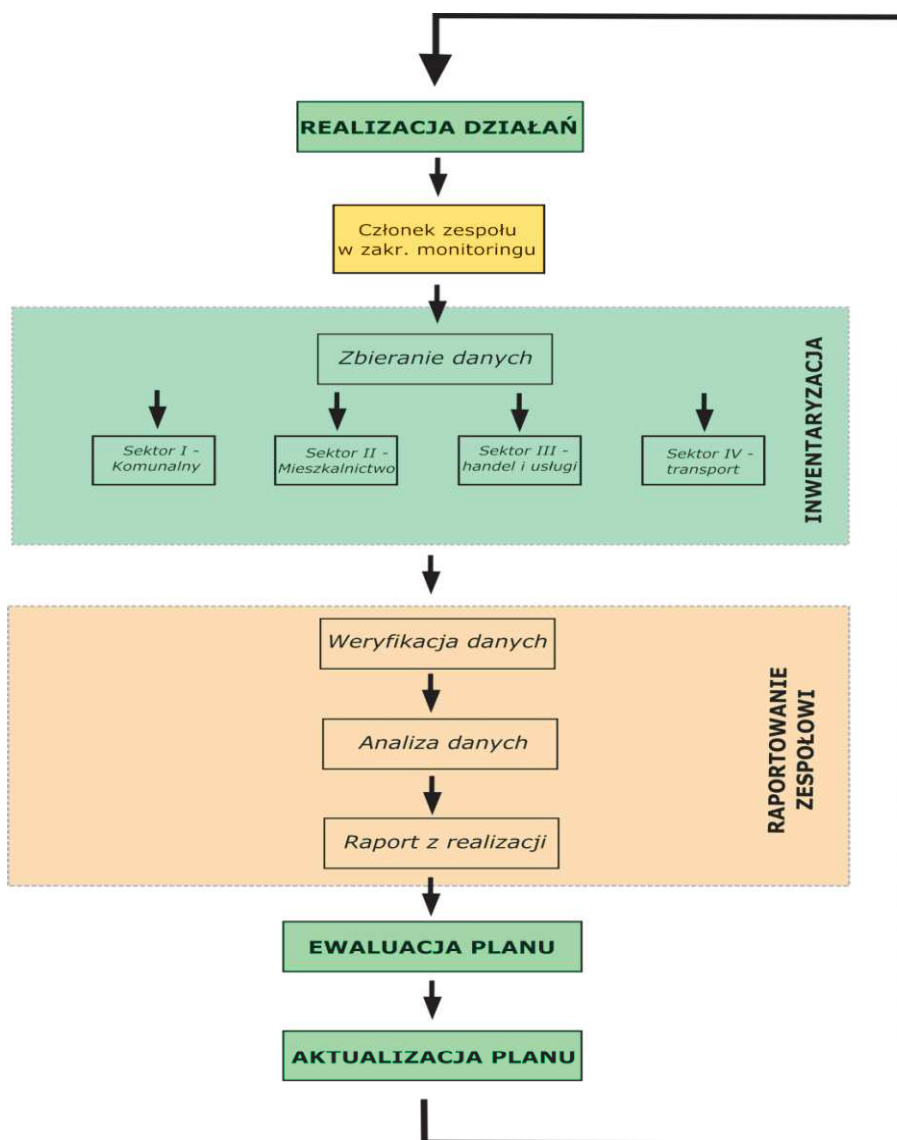 REALIZACJA DZIAŁAŃ
Członek zespołu
w zakr. monitoringu
Zbieranie danych
Sektor I -
Komunalny
Sektor II -
Mieszkalnictwo
Sektor III -
handel i usługi
Sektor IV -
transport
INWENTARYZACJA
Weryfikacja danych
Analiza danych
Raport z realizacji
RAPORTOWANIE
ZESPOŁOWI
EWALUACJA PLANU
AKTUALIZACJA PLANU